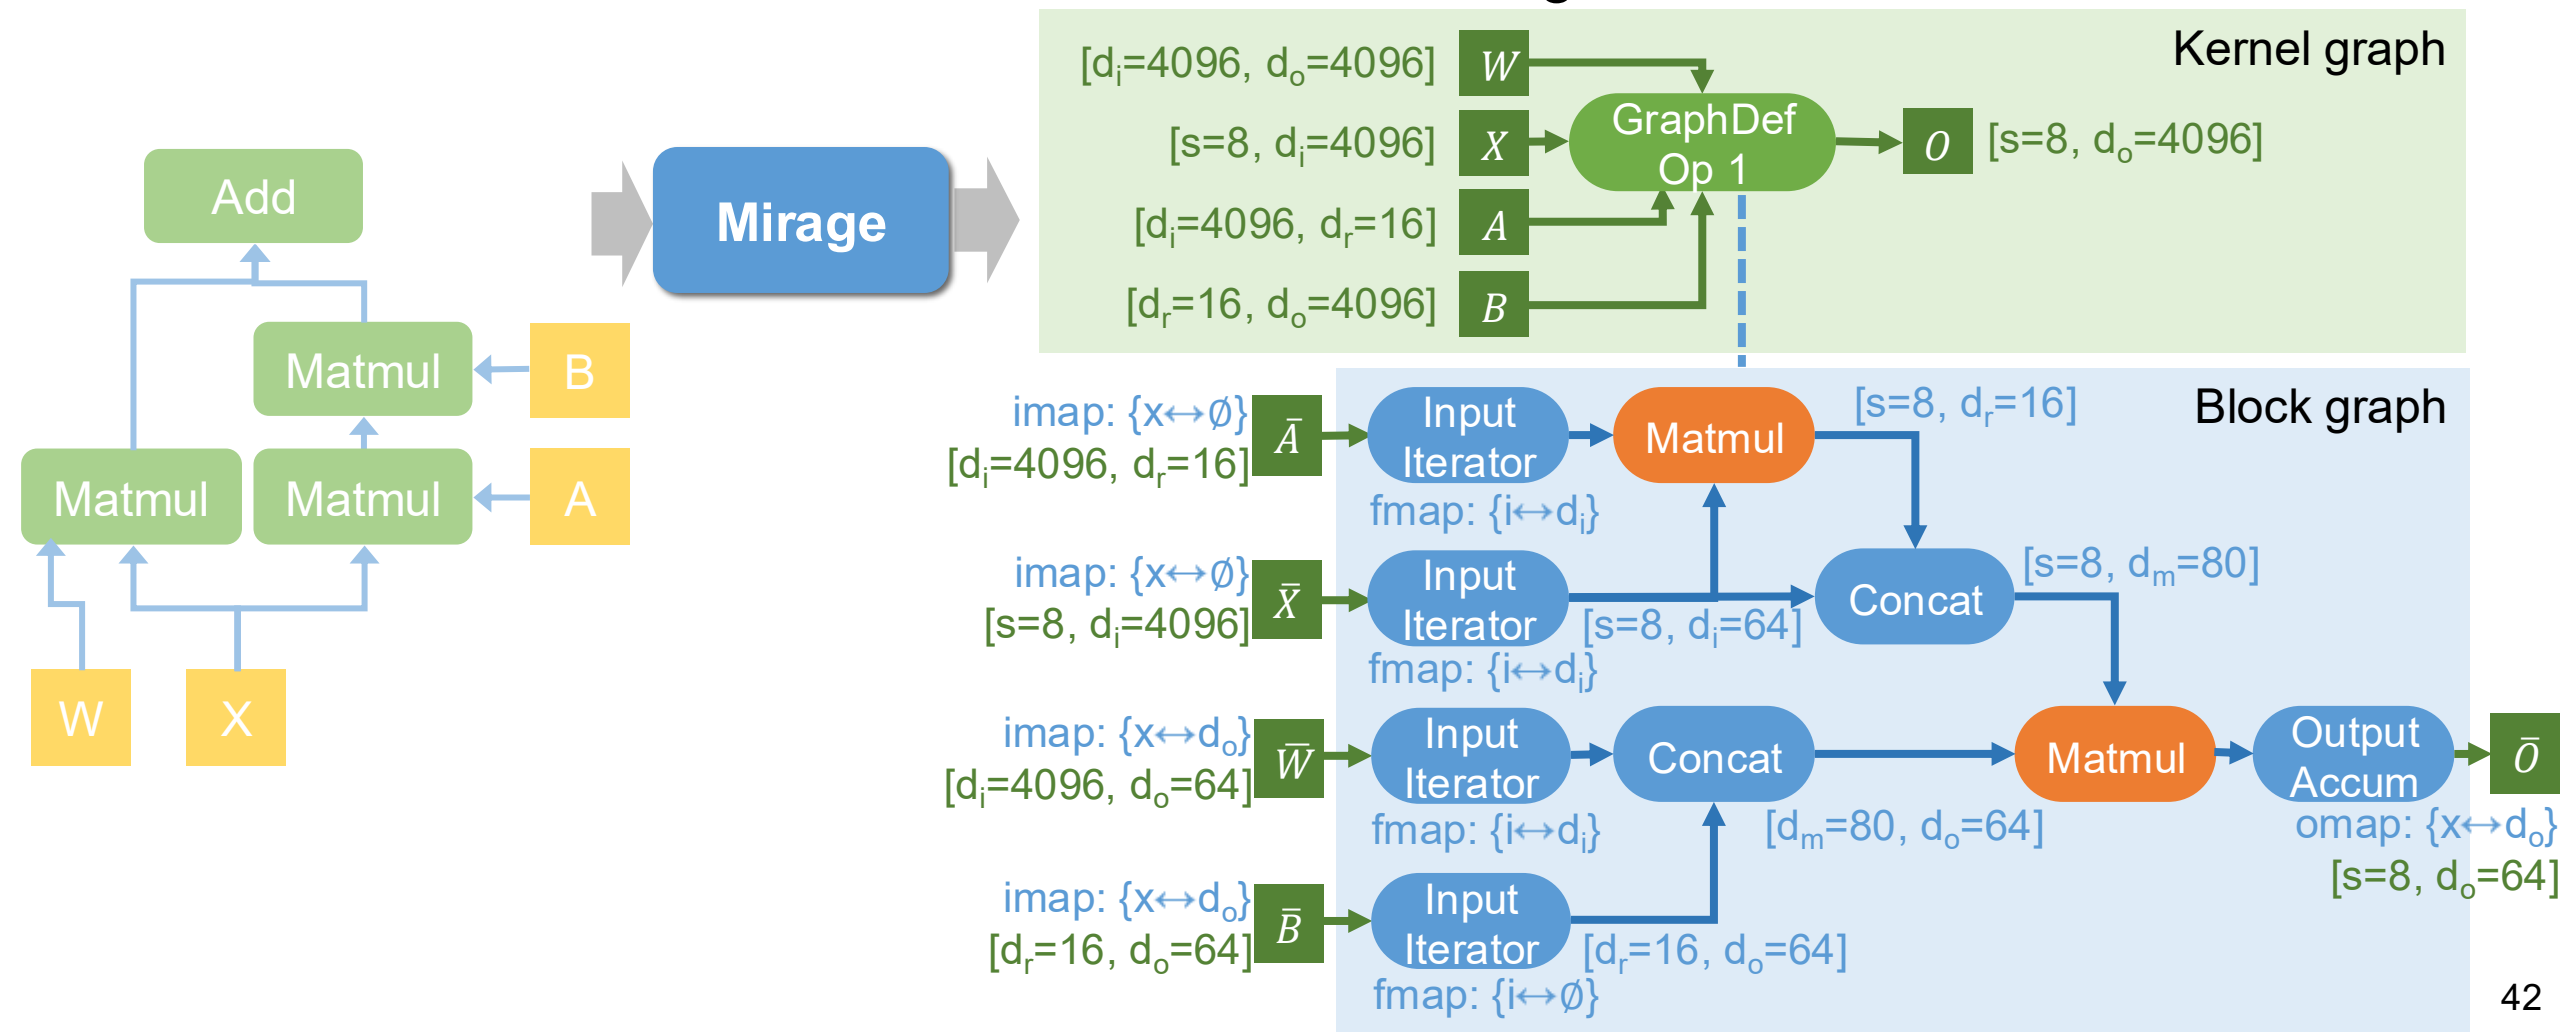 Add
Matmul
B
Matmul
Matmul
A
W
X
Mirage
Kernel graph
[dᵢ=4096, dₒ=4096]
W
[s=8, dᵢ=4096]
X
[dᵢ=4096, dᵣ=16]
A
[dᵣ=16, dₒ=4096]
B
GraphDef
Op 1
O
[s=8, dₒ=4096]
Block graph
imap: {x↔∅}
[dᵢ=4096, dᵣ=16]
A̅
Input
Iterator
fmap: {i↔dᵢ}
Matmul
[s=8, dᵣ=16]
imap: {x↔∅}
[s=8, dᵢ=4096]
X̅
Input
Iterator
fmap: {i↔dᵢ}
[s=8, dᵢ=64]
Concat
[s=8, dₘ=80]
imap: {x↔dₒ}
[dᵢ=4096, dₒ=64]
W̅
Input
Iterator
fmap: {i↔dᵢ}
Concat
[dₘ=80, dₒ=64]
Matmul
Output
Accum
O̅
omap: {x↔dₒ}
[s=8, dₒ=64]
imap: {x↔dₒ}
[dᵣ=16, dₒ=64]
B̅
Input
Iterator
fmap: {i↔∅}
[dᵣ=16, dₒ=64]
42